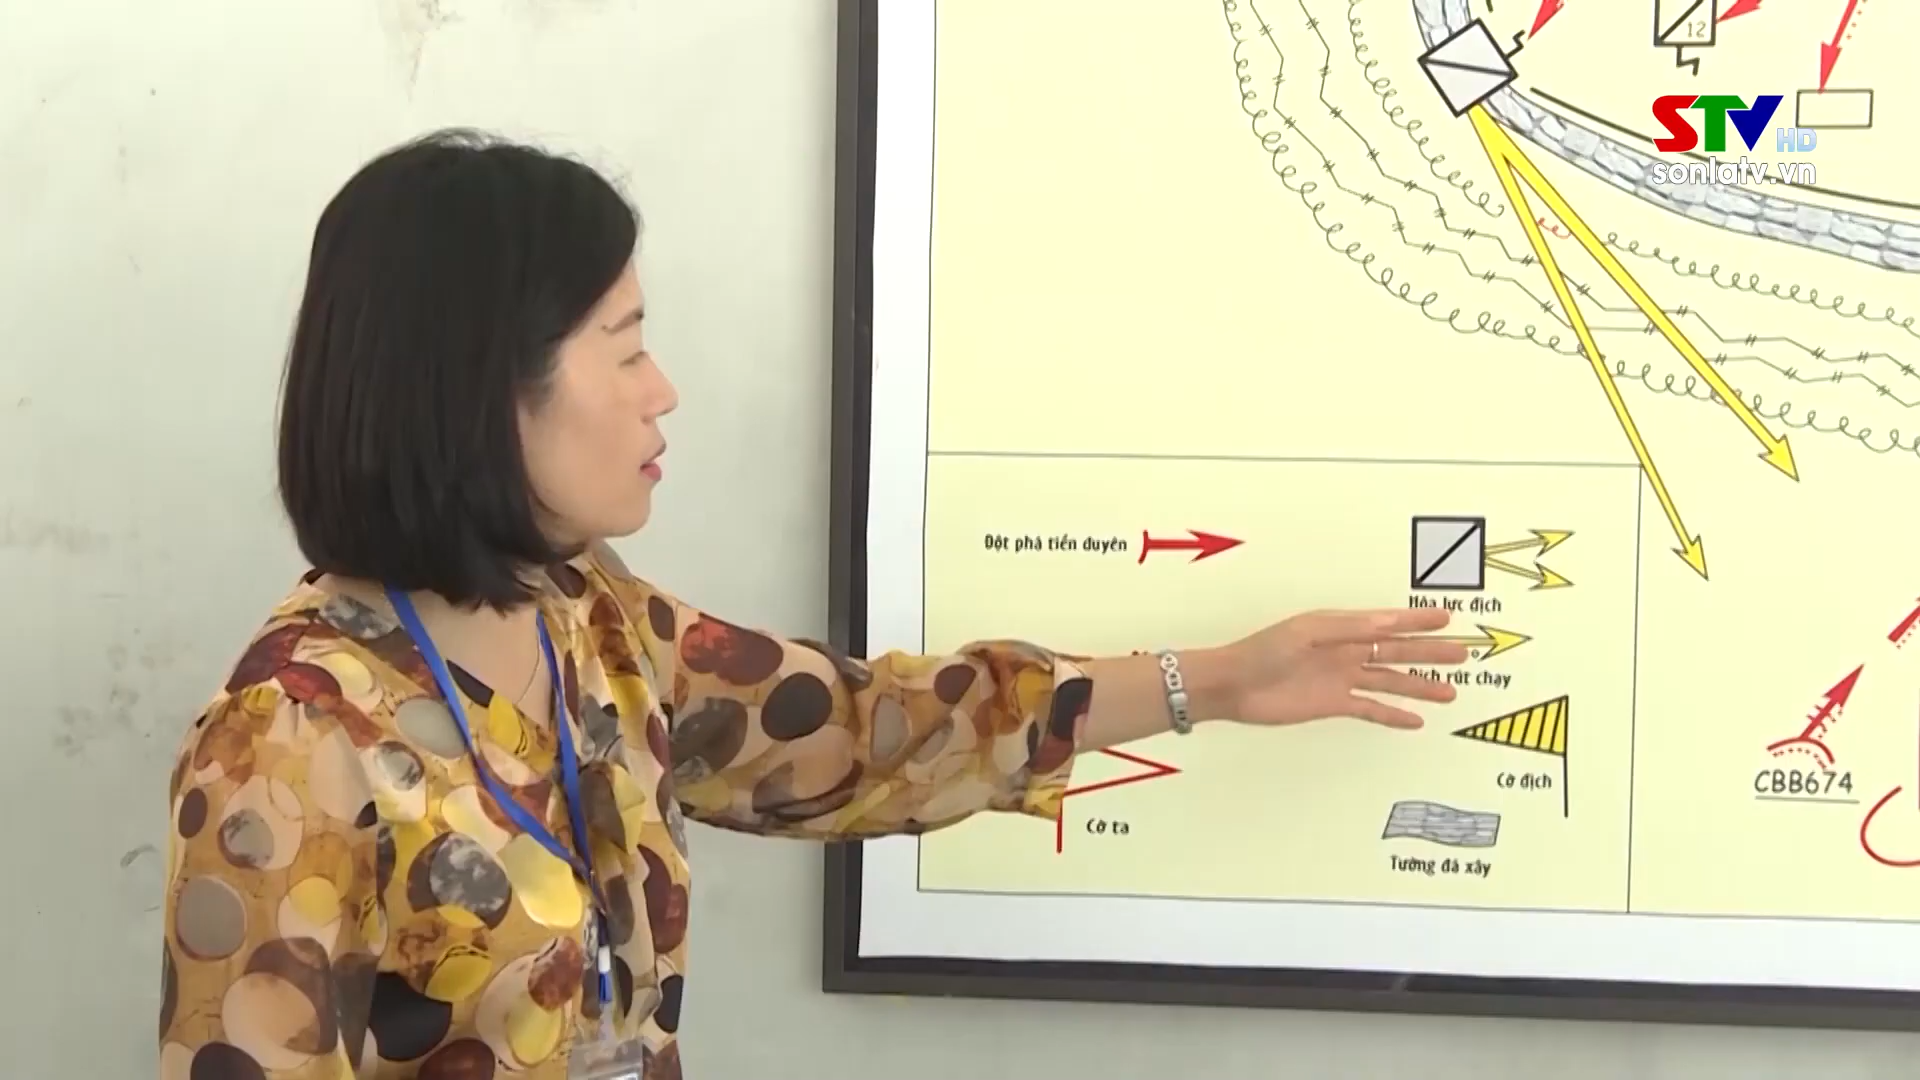 12
STV HD
sonlatv.vn
Đột phá tiền duyên
Hỏa lực địch
Địch rút chạy
Cờ địch
Cờ ta
Tường đá xây
CBB674